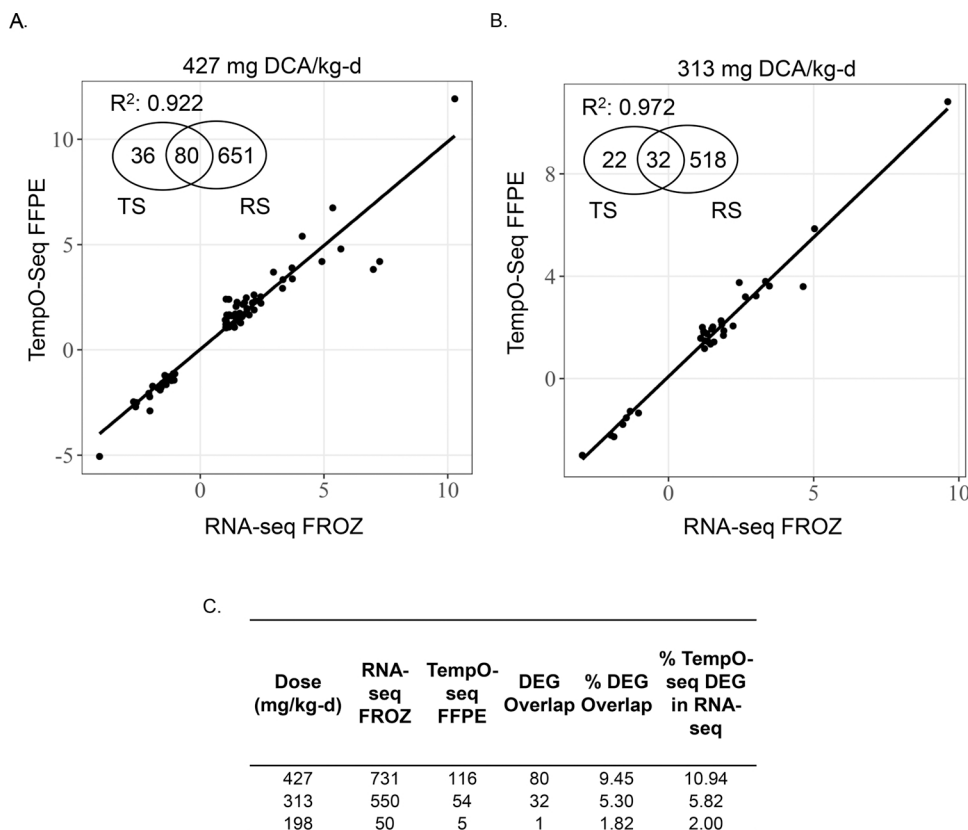 A.
427 mg DCA/kg-d
R²: 0.922
36 80 651
TS RS
10
5
0
-5
0 5 10
TempO-Seq FFPE
RNA-seq FROZ
B.
313 mg DCA/kg-d
R²: 0.972
22 32 518
TS RS
8
4
0
0 5 10
TempO-Seq FFPE
RNA-seq FROZ
C.
Dose
(mg/kg-d)
RNA-
seq
FROZ
TempO-
seq
FFPE
DEG
Overlap
% DEG
Overlap
% TempO-
seq DEG
in RNA-
seq
427 731 116 80 9.45 10.94
313 550 54 32 5.30 5.82
198 50 5 1 1.82 2.00